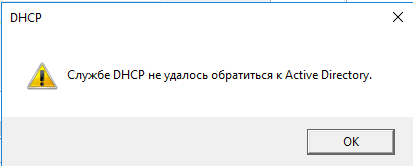 DHCP
Службе DHCP не удалось обратиться к Active Directory.
OK